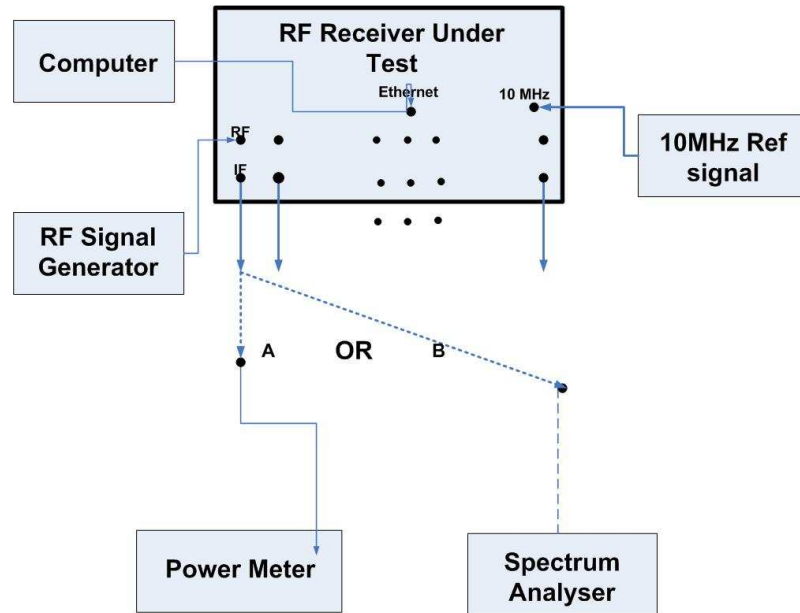 RF Receiver Under
Test
Computer
Ethernet
10 MHz
RF
10MHz Ref
signal
IF
RF Signal
Generator
A
OR
B
Power Meter
Spectrum
Analyser